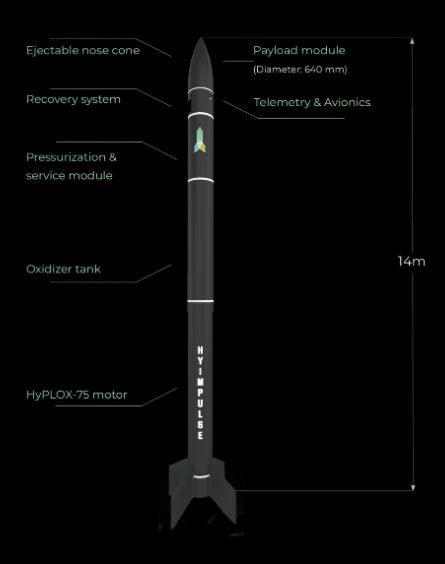 Ejectable nose cone
Payload module
(Diameter: 640 mm)
Recovery system
Telemetry & Avionics
Pressurization &
service module
Oxidizer tank
14m
HYIMPULSE
HyPLOX-75 motor